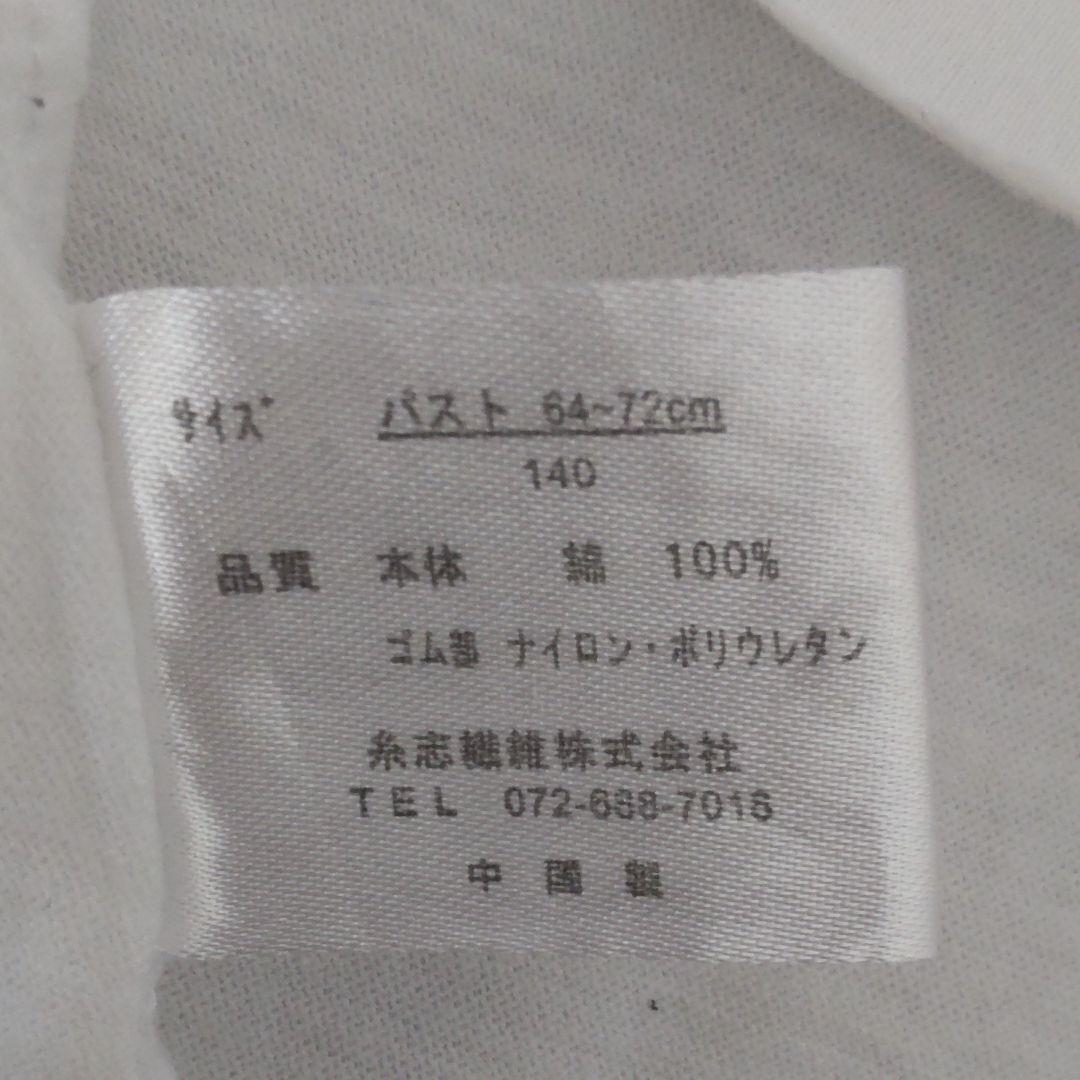 サイズ バスト 64~72cm
140
品質 本体 綿 100%
ゴム部 ナイロン・ポリウレタン
糸志繊維株式会社
TEL 072-688-7016
中国製